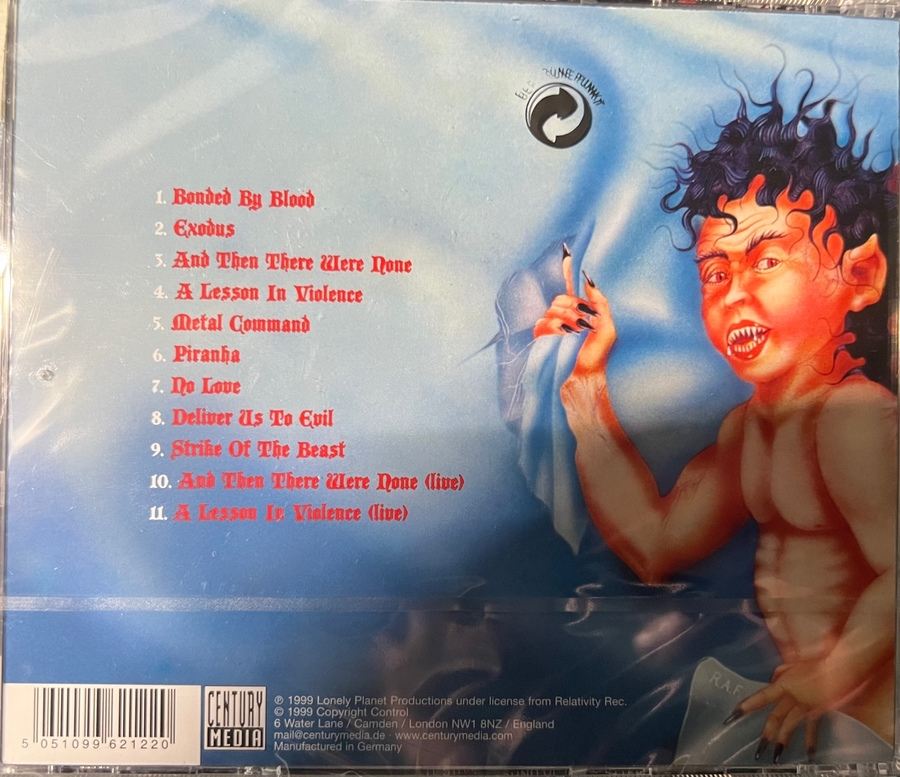 DER GRÜNE PUNKT
1. Bonded By Blood
2. Exodus
3. And Then There Were None
4. A Lesson In Violence
5. Metal Command
6. Piranha
7. No Love
8. Deliver Us To Evil
9. Strike Of The Beast
10. And Then There Were None (live)
11. A Lesson In Violence (live)
R.A.F.
5 051099 621220
CENTURY
MEDIA
℗ 1999 Lonely Planet Productions under license from Relativity Rec.
© 1999 Copyright Control
6 Water Lane / Camden / London NW1 8NZ / England
mail@centurymedia.de · www.centurymedia.com
Manufactured in Germany